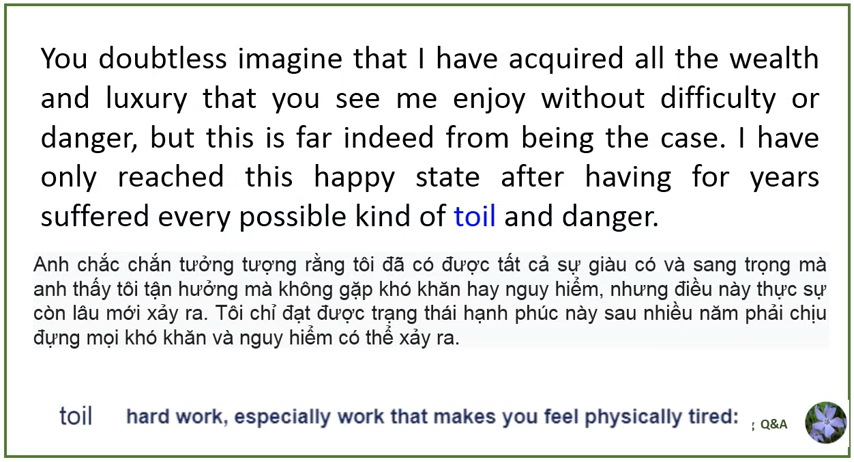 You doubtless imagine that I have acquired all the wealth
and luxury that you see me enjoy without difficulty or
danger, but this is far indeed from being the case. I have
only reached this happy state after having for years
suffered every possible kind of toil and danger.
Anh chắc chắn tưởng tượng rằng tôi đã có được tất cả sự giàu có và sang trọng mà
anh thấy tôi tận hưởng mà không gặp khó khăn hay nguy hiểm, nhưng điều này thực sự
còn lâu mới xảy ra. Tôi chỉ đạt được trạng thái hạnh phúc này sau nhiều năm phải chịu
đựng mọi khó khăn và nguy hiểm có thể xảy ra.
toil hard work, especially work that makes you feel physically tired: ; Q&A